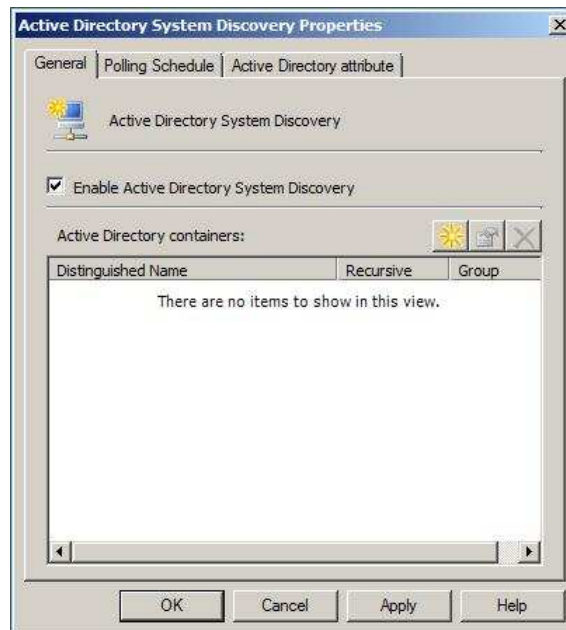 Active Directory System Discovery Properties
General Polling Schedule Active Directory attribute
Active Directory System Discovery
Enable Active Directory System Discovery
Active Directory containers:
Distinguished Name Recursive Group
There are no items to show in this view.
OK Cancel Apply Help